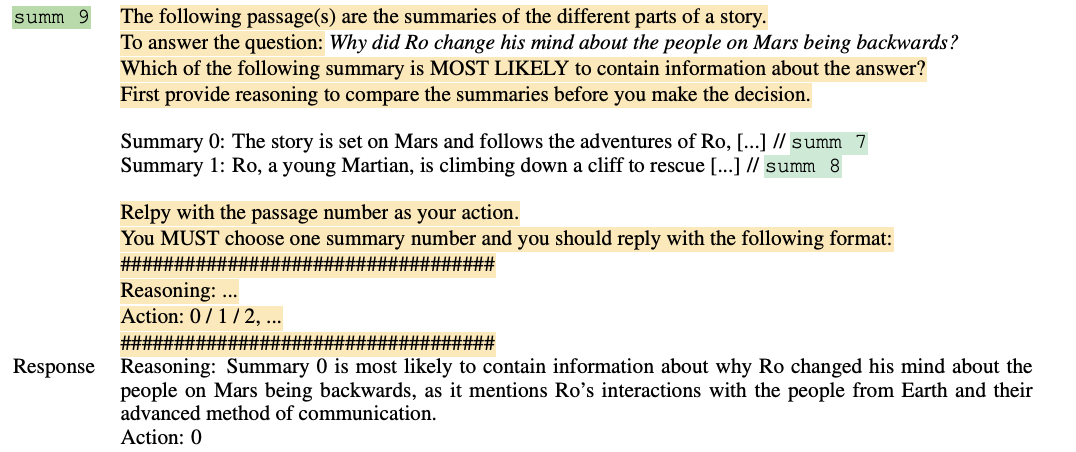 summ 9 The following passage(s) are the summaries of the different parts of a story.
To answer the question: Why did Ro change his mind about the people on Mars being backwards?
Which of the following summary is MOST LIKELY to contain information about the answer?
First provide reasoning to compare the summaries before you make the decision.
Summary 0: The story is set on Mars and follows the adventures of Ro, [...] // summ 7
Summary 1: Ro, a young Martian, is climbing down a cliff to rescue [...] // summ 8
Relpy with the passage number as your action.
You MUST choose one summary number and you should reply with the following format:
###################################
Reasoning: ...
Action: 0 / 1 / 2, ...
###################################
Response Reasoning: Summary 0 is most likely to contain information about why Ro changed his mind about the
people on Mars being backwards, as it mentions Ro's interactions with the people from Earth and their
advanced method of communication.
Action: 0